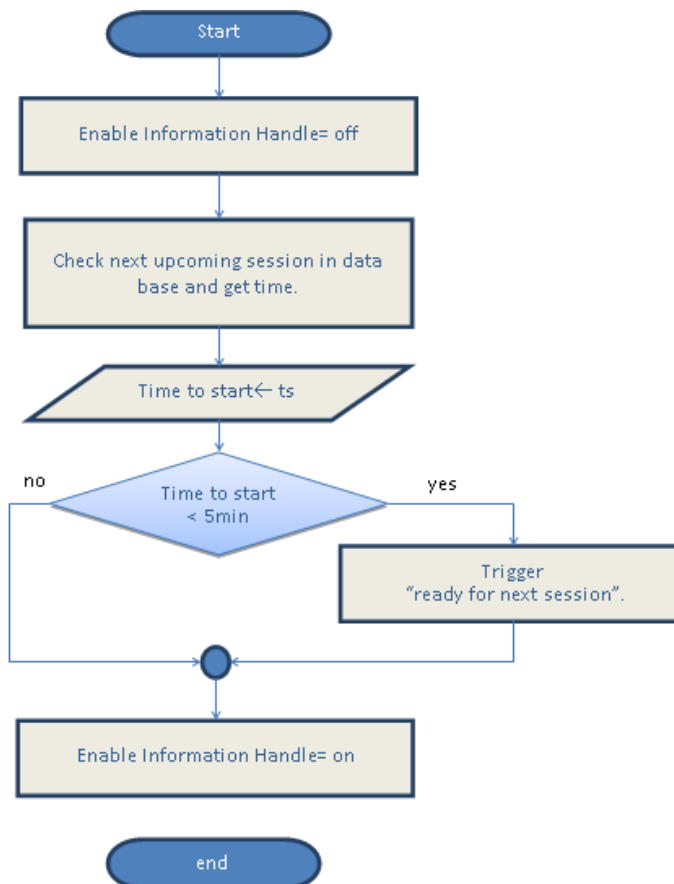 Start
Enable Information Handle= off
Check next upcoming session in data
base and get time.
Time to start← ts
no
Time to start
< 5min
yes
Trigger
“ready for next session”.
Enable Information Handle= on
end